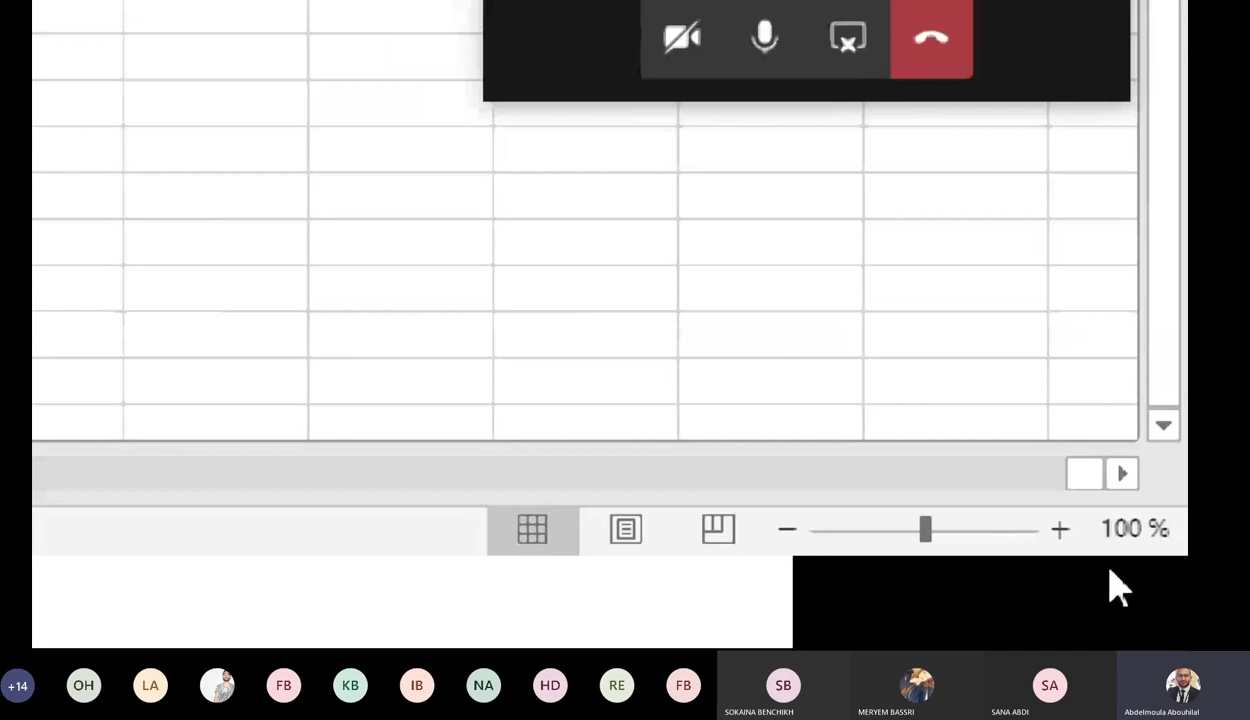 100 %
+14 OH LA FB KB IB NA HD RE FB SB SA
SOKAINA BENCHIKH MERYEM BASSRI SANA ABDI Abdelmoula Abouhilal